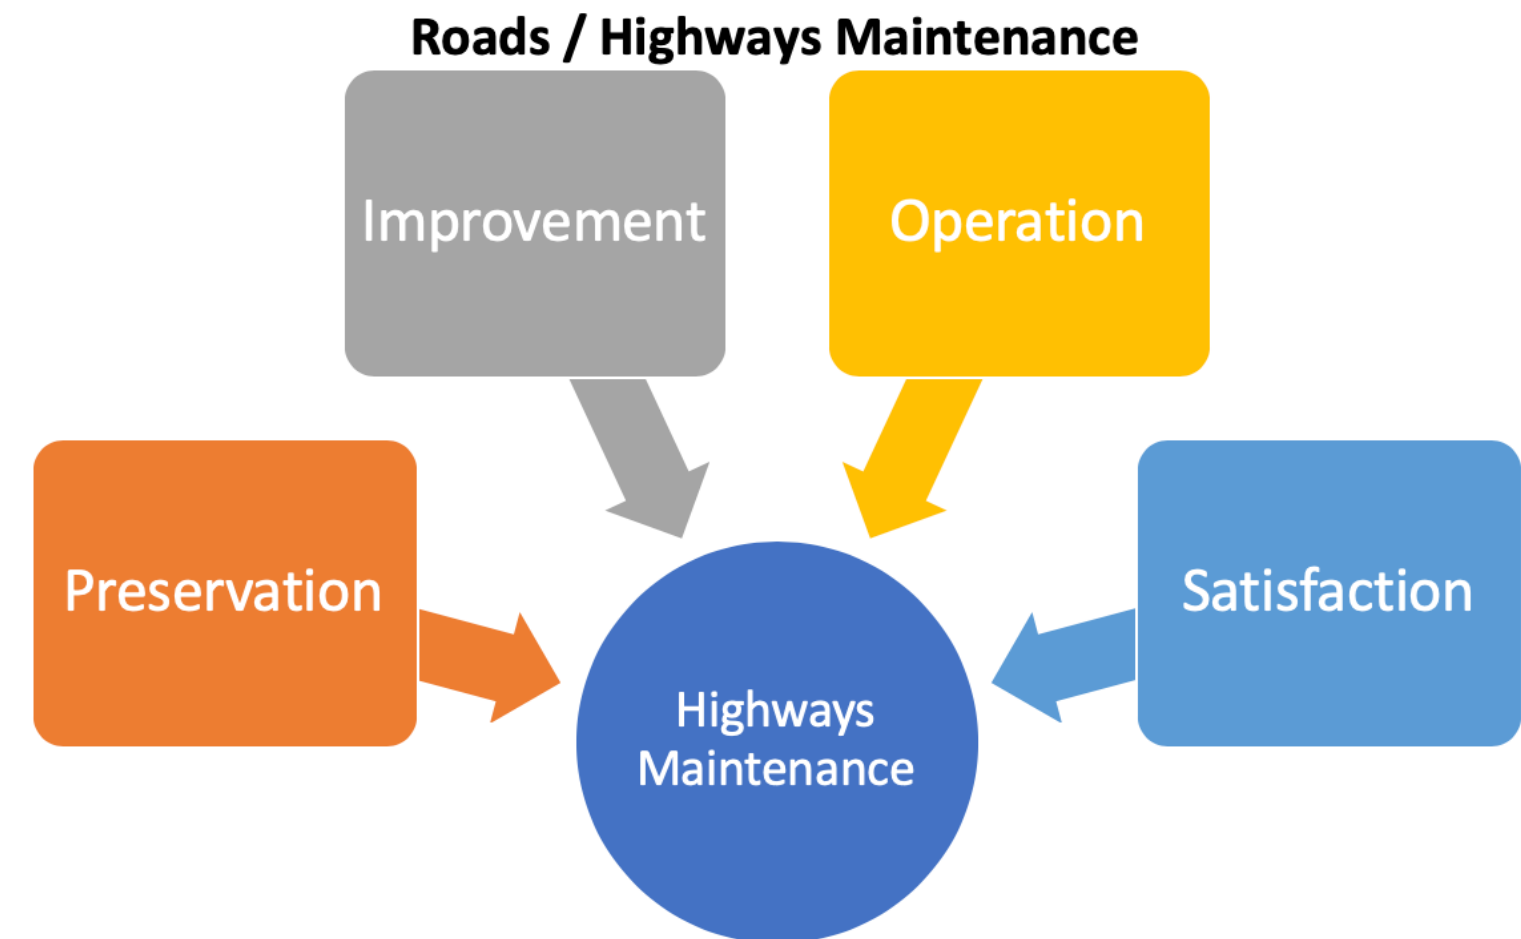 Roads / Highways Maintenance
Improvement
Operation
Preservation
Satisfaction
Highways
Maintenance